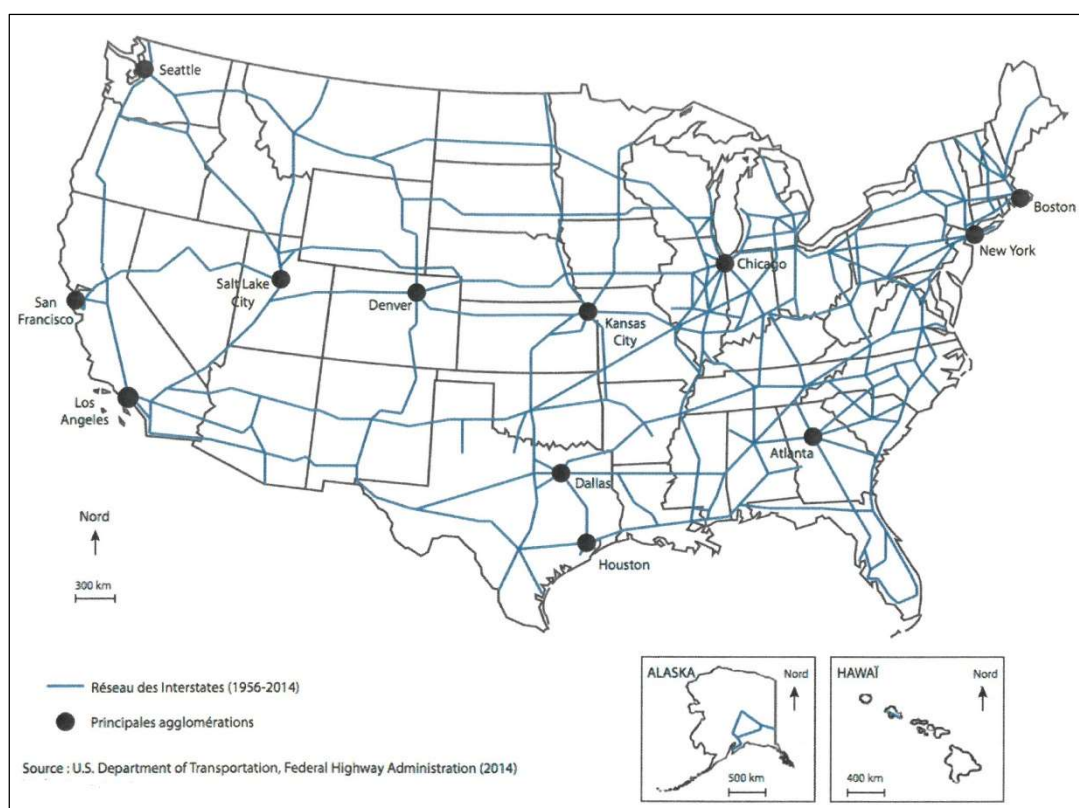 Seattle
Boston
New York
Chicago
Salt Lake
City
Denver
San
Francisco
Kansas
City
Los
Angeles
Atlanta
Dallas
Houston
Nord
300 km
Réseau des Interstates (1956-2014)
Principales agglomérations
Source : U.S. Department of Transportation, Federal Highway Administration (2014)
ALASKA
Nord
500 km
HAWAÏ
Nord
400 km